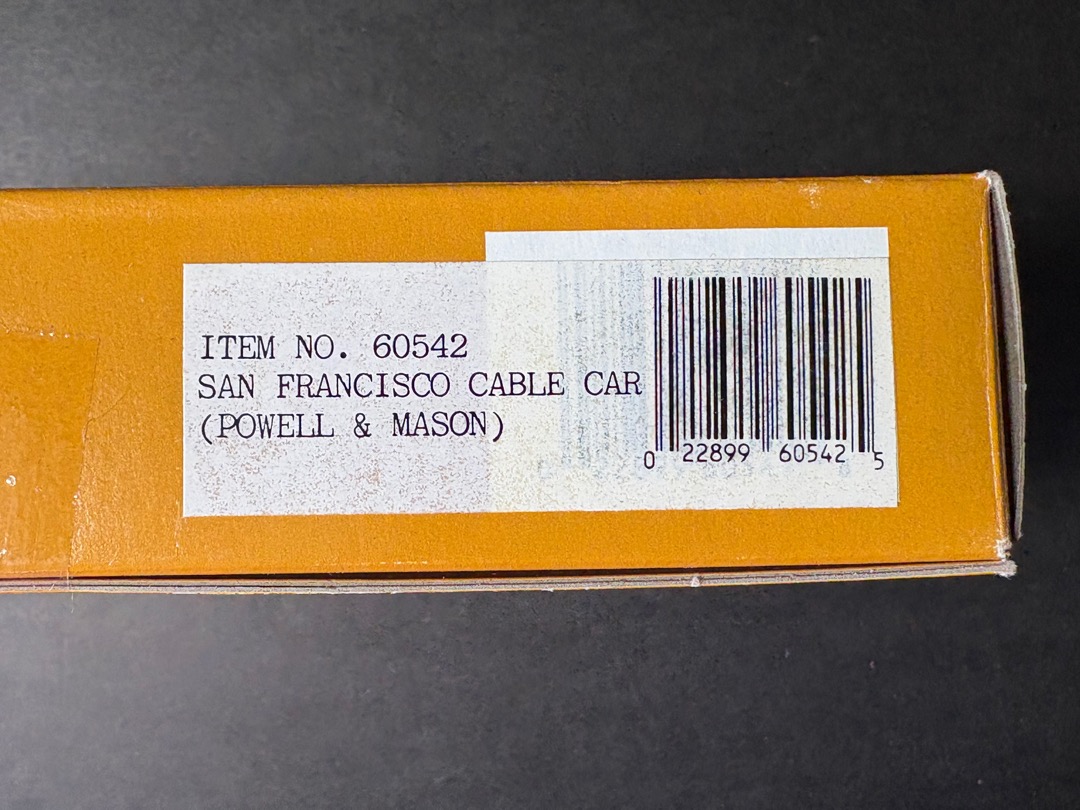 ITEM NO. 60542
SAN FRANCISCO CABLE CAR
(POWELL & MASON)
0 22899 60542 5